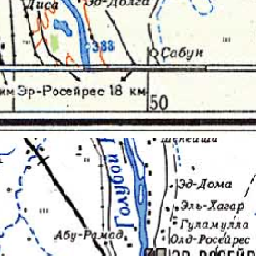 Лиса
Эд-Долга
388
Сабун
им Эр-Росейрес 18 км
50
Голубой
Эд-Дома
Эль-Хагар
Гуламулла
Абу-Рамад
Олд-Росейрес